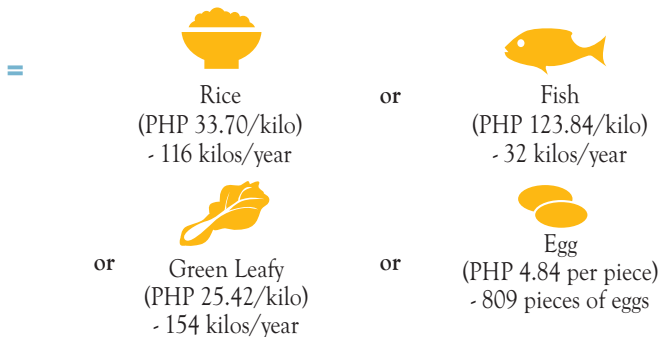 =
Rice
(PHP 33.70/kilo)
- 116 kilos/year
or
Fish
(PHP 123.84/kilo)
- 32 kilos/year
or
Green Leafy
(PHP 25.42/kilo)
- 154 kilos/year
or
Egg
(PHP 4.84 per piece)
- 809 pieces of eggs